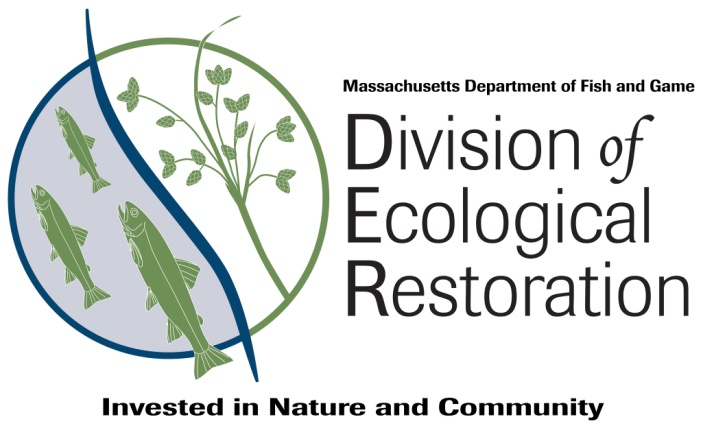 Massachusetts Department of Fish and Game
Division of
Ecological
Restoration
Invested in Nature and Community